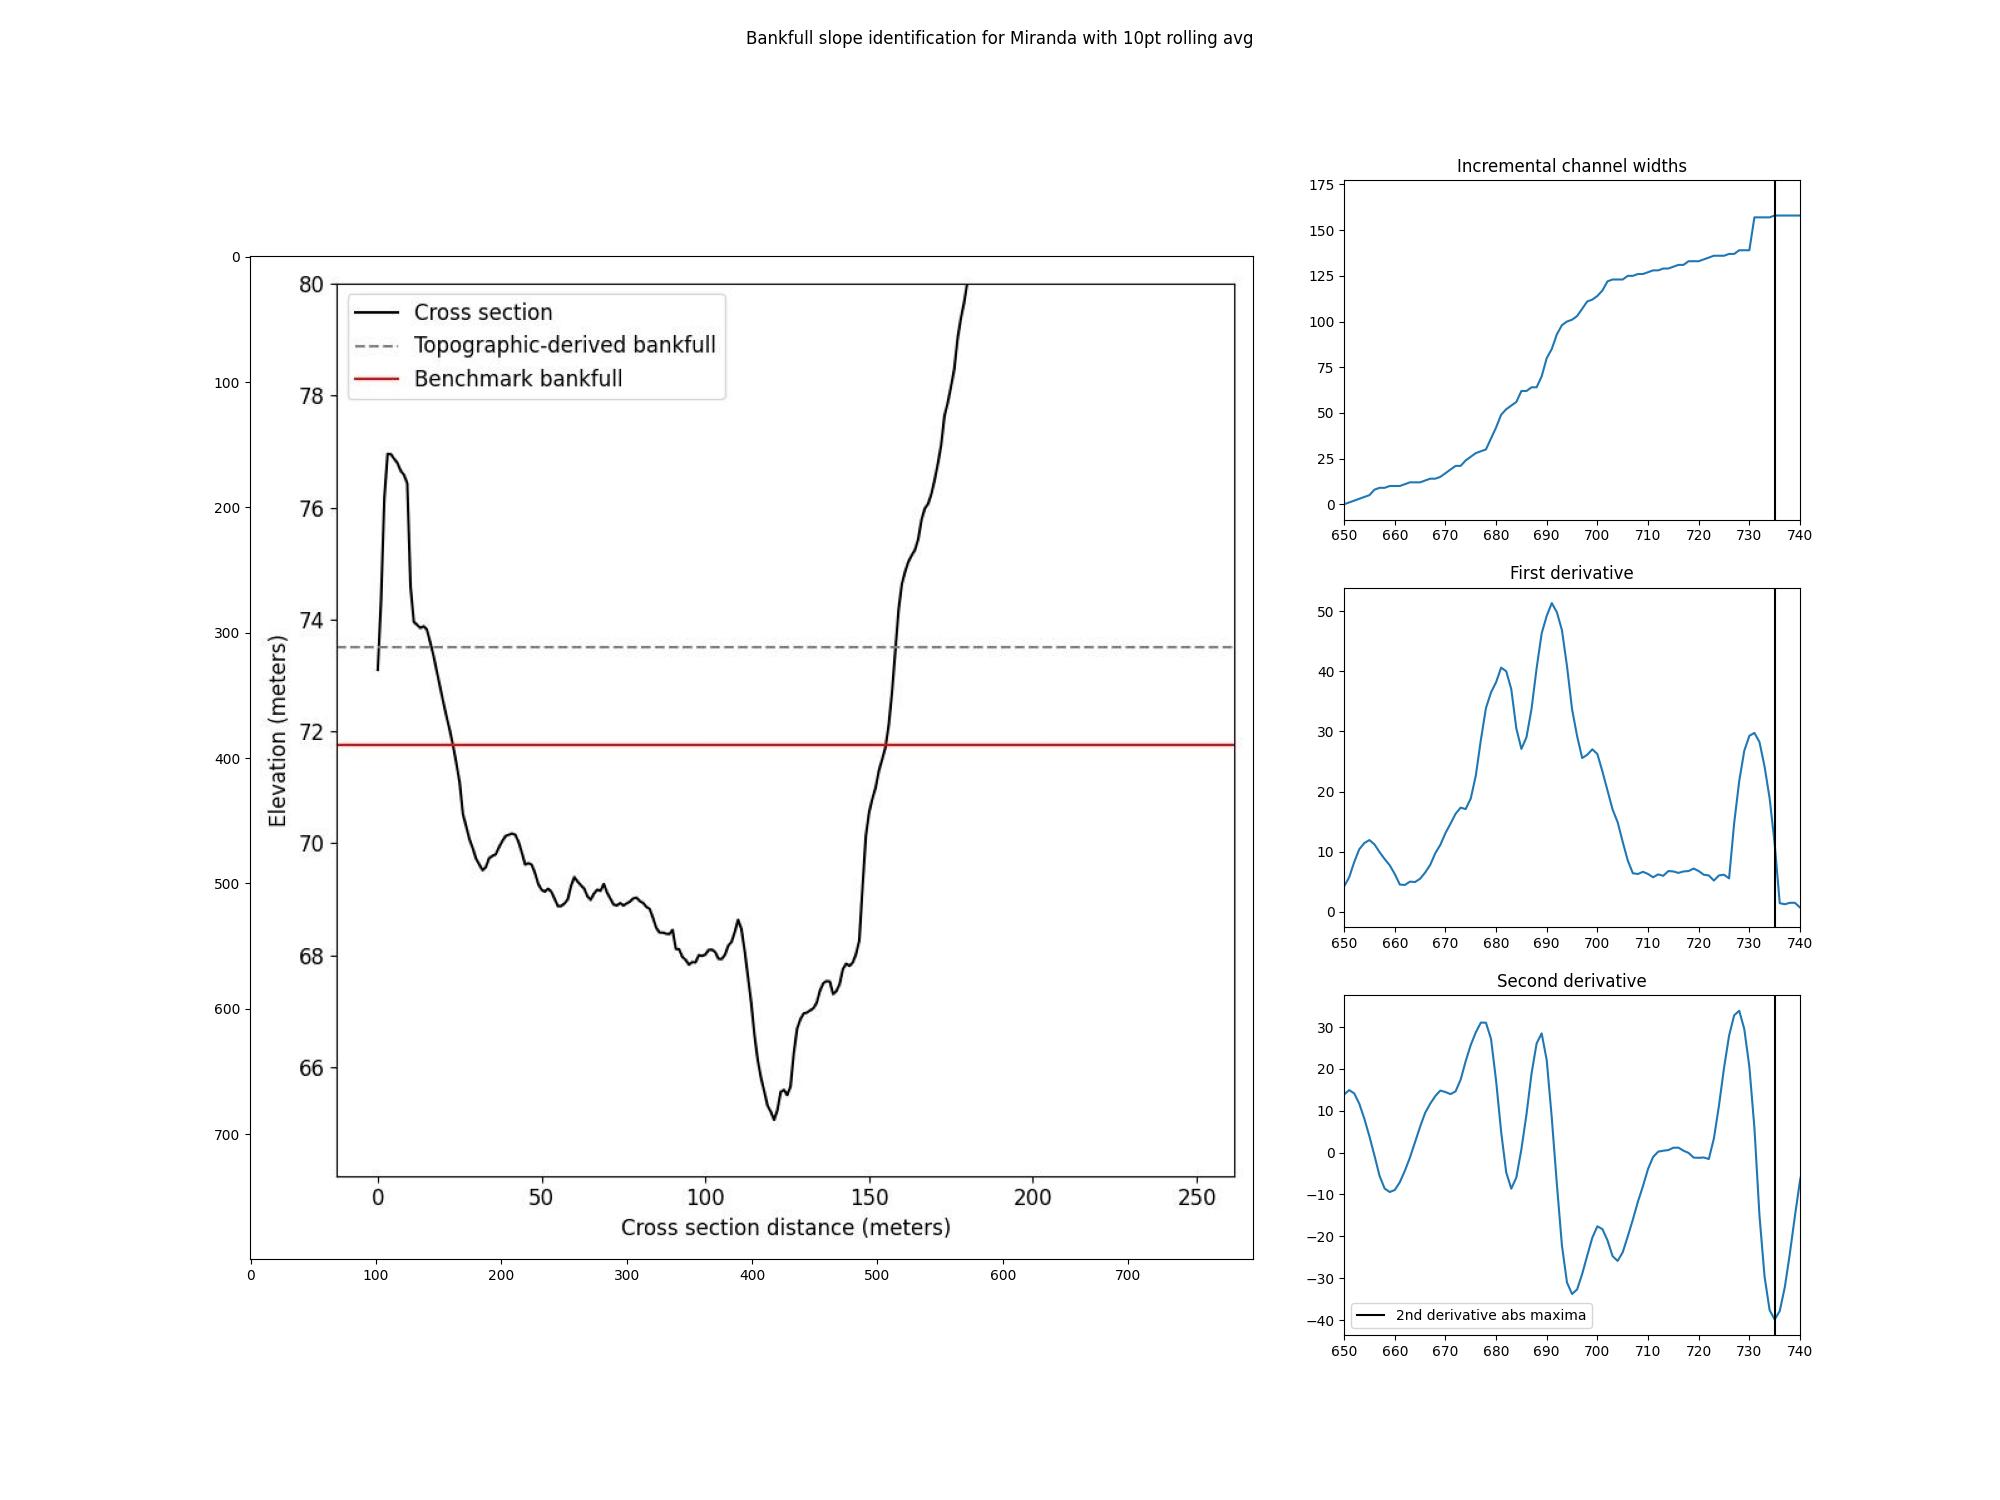 Bankfull slope identification for Miranda with 10pt rolling avg
0
100
200
300
400
500
600
700
80
78
76
74
72
70
68
66
Elevation (meters)
Cross section
Topographic-derived bankfull
Benchmark bankfull
0 50 100 150 200 250
Cross section distance (meters)
0 100 200 300 400 500 600 700
Incremental channel widths
175
150
125
100
75
50
25
0
650 660 670 680 690 700 710 720 730 740
First derivative
50
40
30
20
10
0
650 660 670 680 690 700 710 720 730 740
Second derivative
30
20
10
0
−10
−20
−30
−40
2nd derivative abs maxima
650 660 670 680 690 700 710 720 730 740